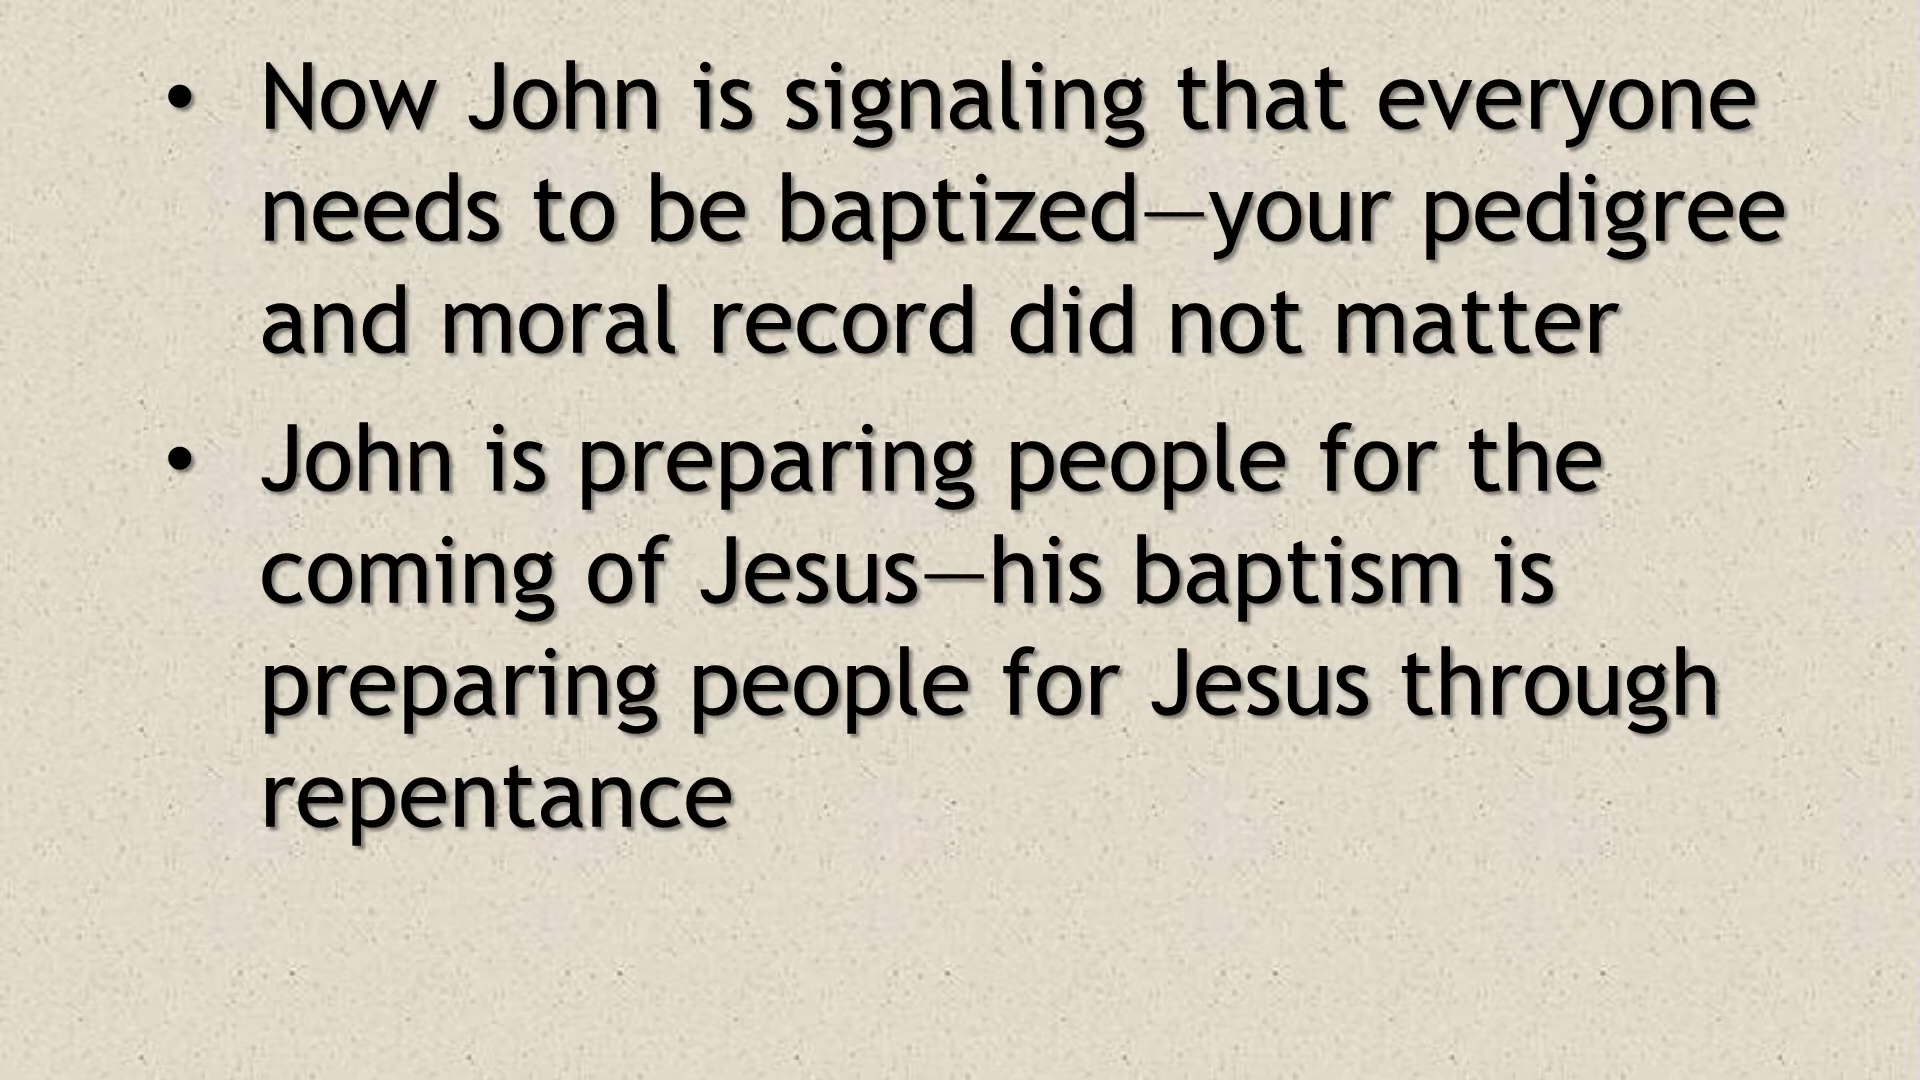 • Now John is signaling that everyone
needs to be baptized—your pedigree
and moral record did not matter
• John is preparing people for the
coming of Jesus—his baptism is
preparing people for Jesus through
repentance